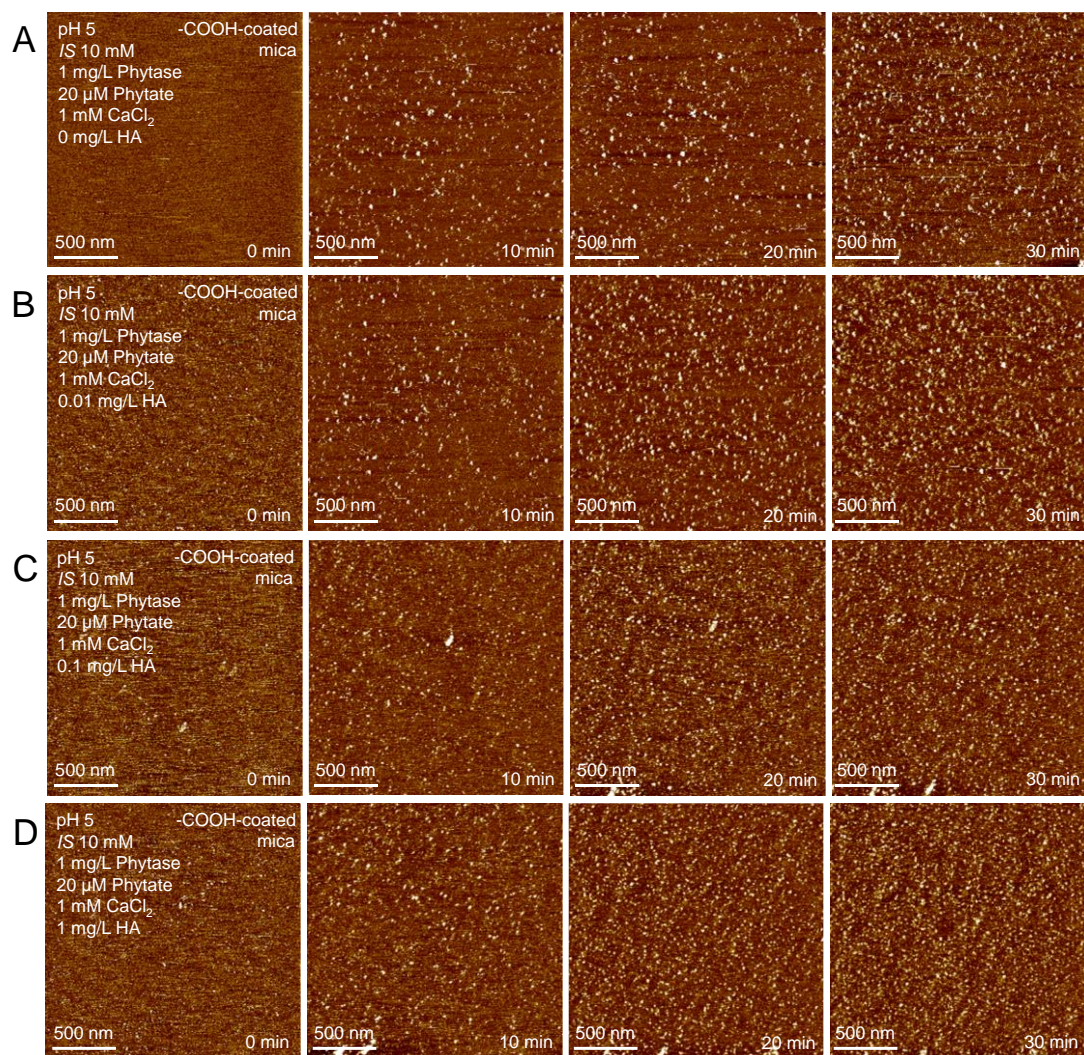 A
pH 5
-COOH-coated
mica
IS 10 mM
1 mg/L Phytase
20 µM Phytate
1 mM CaCl₂
0 mg/L HA
500 nm
0 min
500 nm
10 min
500 nm
20 min
500 nm
30 min
B
pH 5
-COOH-coated
mica
IS 10 mM
1 mg/L Phytase
20 µM Phytate
1 mM CaCl₂
0.01 mg/L HA
500 nm
0 min
500 nm
10 min
500 nm
20 min
500 nm
30 min
C
pH 5
-COOH-coated
mica
IS 10 mM
1 mg/L Phytase
20 µM Phytate
1 mM CaCl₂
0.1 mg/L HA
500 nm
0 min
500 nm
10 min
500 nm
20 min
500 nm
30 min
D
pH 5
-COOH-coated
mica
IS 10 mM
1 mg/L Phytase
20 µM Phytate
1 mM CaCl₂
1 mg/L HA
500 nm
0 min
500 nm
10 min
500 nm
20 min
500 nm
30 min